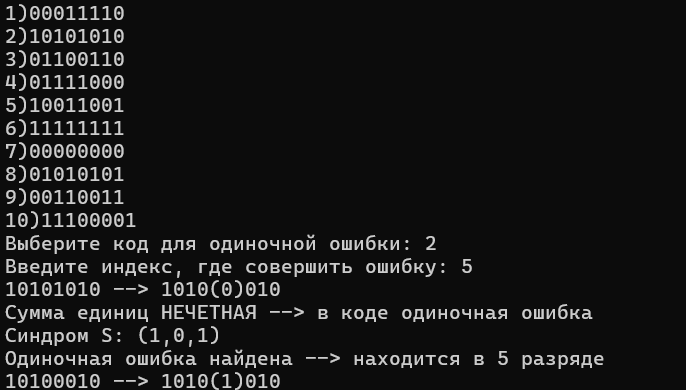 1)00011110
2)10101010
3)01100110
4)01111000
5)10011001
6)11111111
7)00000000
8)01010101
9)00110011
10)11100001
Выберите код для одиночной ошибки: 2
Введите индекс, где совершить ошибку: 5
10101010 --> 1010(0)010
Сумма единиц НЕЧЕТНАЯ --> в коде одиночная ошибка
Синдром S: (1,0,1)
Одиночная ошибка найдена --> находится в 5 разряде
10100010 --> 1010(1)010